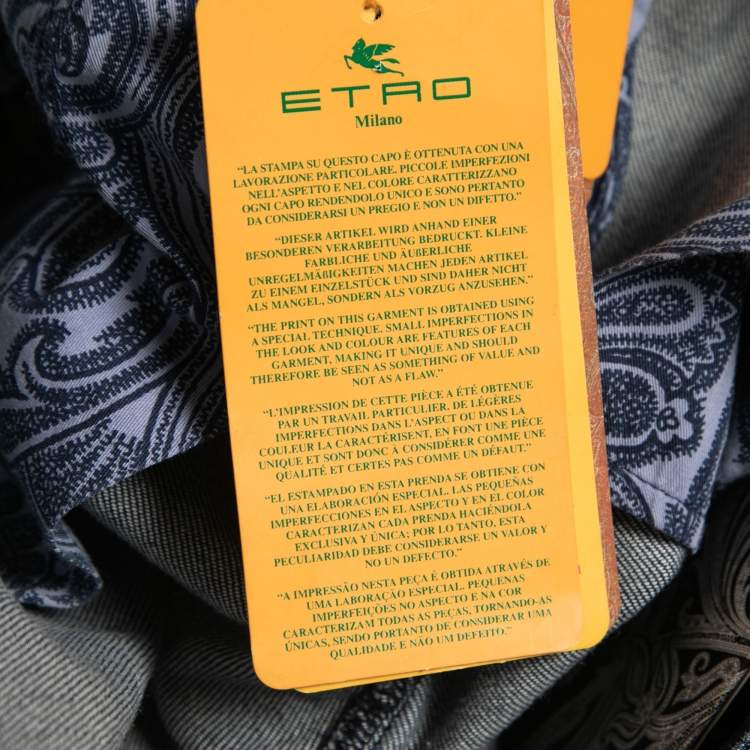 ETRO
Milano
“LA STAMPA SU QUESTO CAPO È OTTENUTA CON UNA
LAVORAZIONE PARTICOLARE. PICCOLE IMPERFEZIONI
NELL’ASPETTO E NEL COLORE CARATTERIZZANO
OGNI CAPO RENDENDOLO UNICO E SONO PERTANTO
DA CONSIDERARSI UN PREGIO E NON UN DIFETTO.”
“DIESER ARTIKEL WIRD ANHAND EINER
BESONDEREN VERARBEITUNG BEDRUCKT. KLEINE
FARBLICHE UND ÄUßERLICHE
UNREGELMÄßIGKEITEN MACHEN JEDEN ARTIKEL
ZU EINEM EINZELSTÜCK UND SIND DAHER NICHT
ALS MANGEL, SONDERN ALS VORZUG ANZUSEHEN.”
“THE PRINT ON THIS GARMENT IS OBTAINED USING
A SPECIAL TECHNIQUE. SMALL IMPERFECTIONS IN
THE LOOK AND COLOUR ARE FEATURES OF EACH
GARMENT, MAKING IT UNIQUE AND SHOULD
THEREFORE BE SEEN AS SOMETHING OF VALUE AND
NOT AS A FLAW.”
“L’IMPRESSION DE CETTE PIÈCE A ÉTÉ OBTENUE
PAR UN TRAVAIL PARTICULIER. DE LÉGÈRES
IMPERFECTIONS DANS L’ASPECT OU DANS LA
COULEUR LA CARACTÉRISENT, EN FONT UNE PIÈCE
UNIQUE ET SONT DONC À CONSIDÉRER COMME UNE
QUALITÉ ET CERTES PAS COMME UN DÉFAUT.”
“EL ESTAMPADO EN ESTA PRENDA SE OBTIENE CON
UNA ELABORACIÓN ESPECIAL. LAS PEQUEÑAS
IMPERFECCIONES EN EL ASPECTO Y EN EL COLOR
CARACTERIZAN CADA PRENDA HACIÉNDOLA
EXCLUSIVA Y ÚNICA; POR LO TANTO, ESTA
PECULIARIDAD DEBE CONSIDERARSE UN VALOR Y
NO UN DEFECTO.”
“A IMPRESSÃO NESTA PEÇA É OBTIDA ATRAVÉS DE
UMA LABORAÇÃO ESPECIAL. PEQUENAS
IMPERFEIÇÕES NO ASPECTO E NA COR
CARACTERIZAM TODAS AS PEÇAS, TORNANDO-AS
ÚNICAS, SENDO PORTANTO DE CONSIDERAR UMA
QUALIDADE E NÃO UM DEFEITO.”